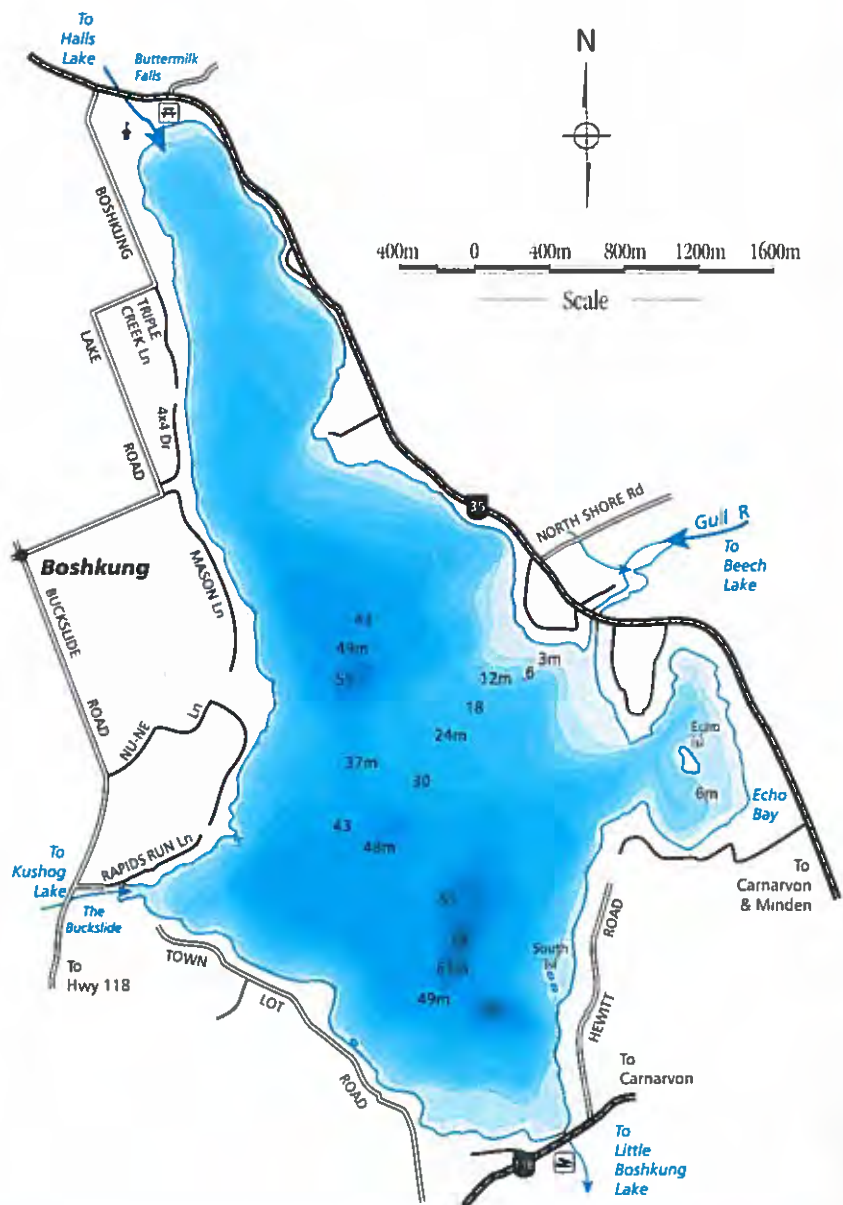 To
Halls
Lake
Buttermilk
Falls
N
400m 0 400m 800m 1200m 1600m
Scale
BOSHKUNG
LAKE
ROAD
TRIPLE
CREEK Ln
4x4 Dr
35
NORTH SHORE Rd
Gull R
To
Beech
Lake
Boshkung
MASON Ln
BUCKSLIDE
ROAD
NU-NE
Ln
43
49m
55
3m
6
12m
18
24m
37m
30
43
48m
Echo
Isl
6m
Echo
Bay
To
Carnarvon
& Minden
RAPIDS RUN Ln
To
Kushog
Lake
The
Buckslide
To
Hwy 118
TOWN
LOT
ROAD
South
Isl
49m
HEWITT
ROAD
To
Carnarvon
To
Little
Boshkung
Lake